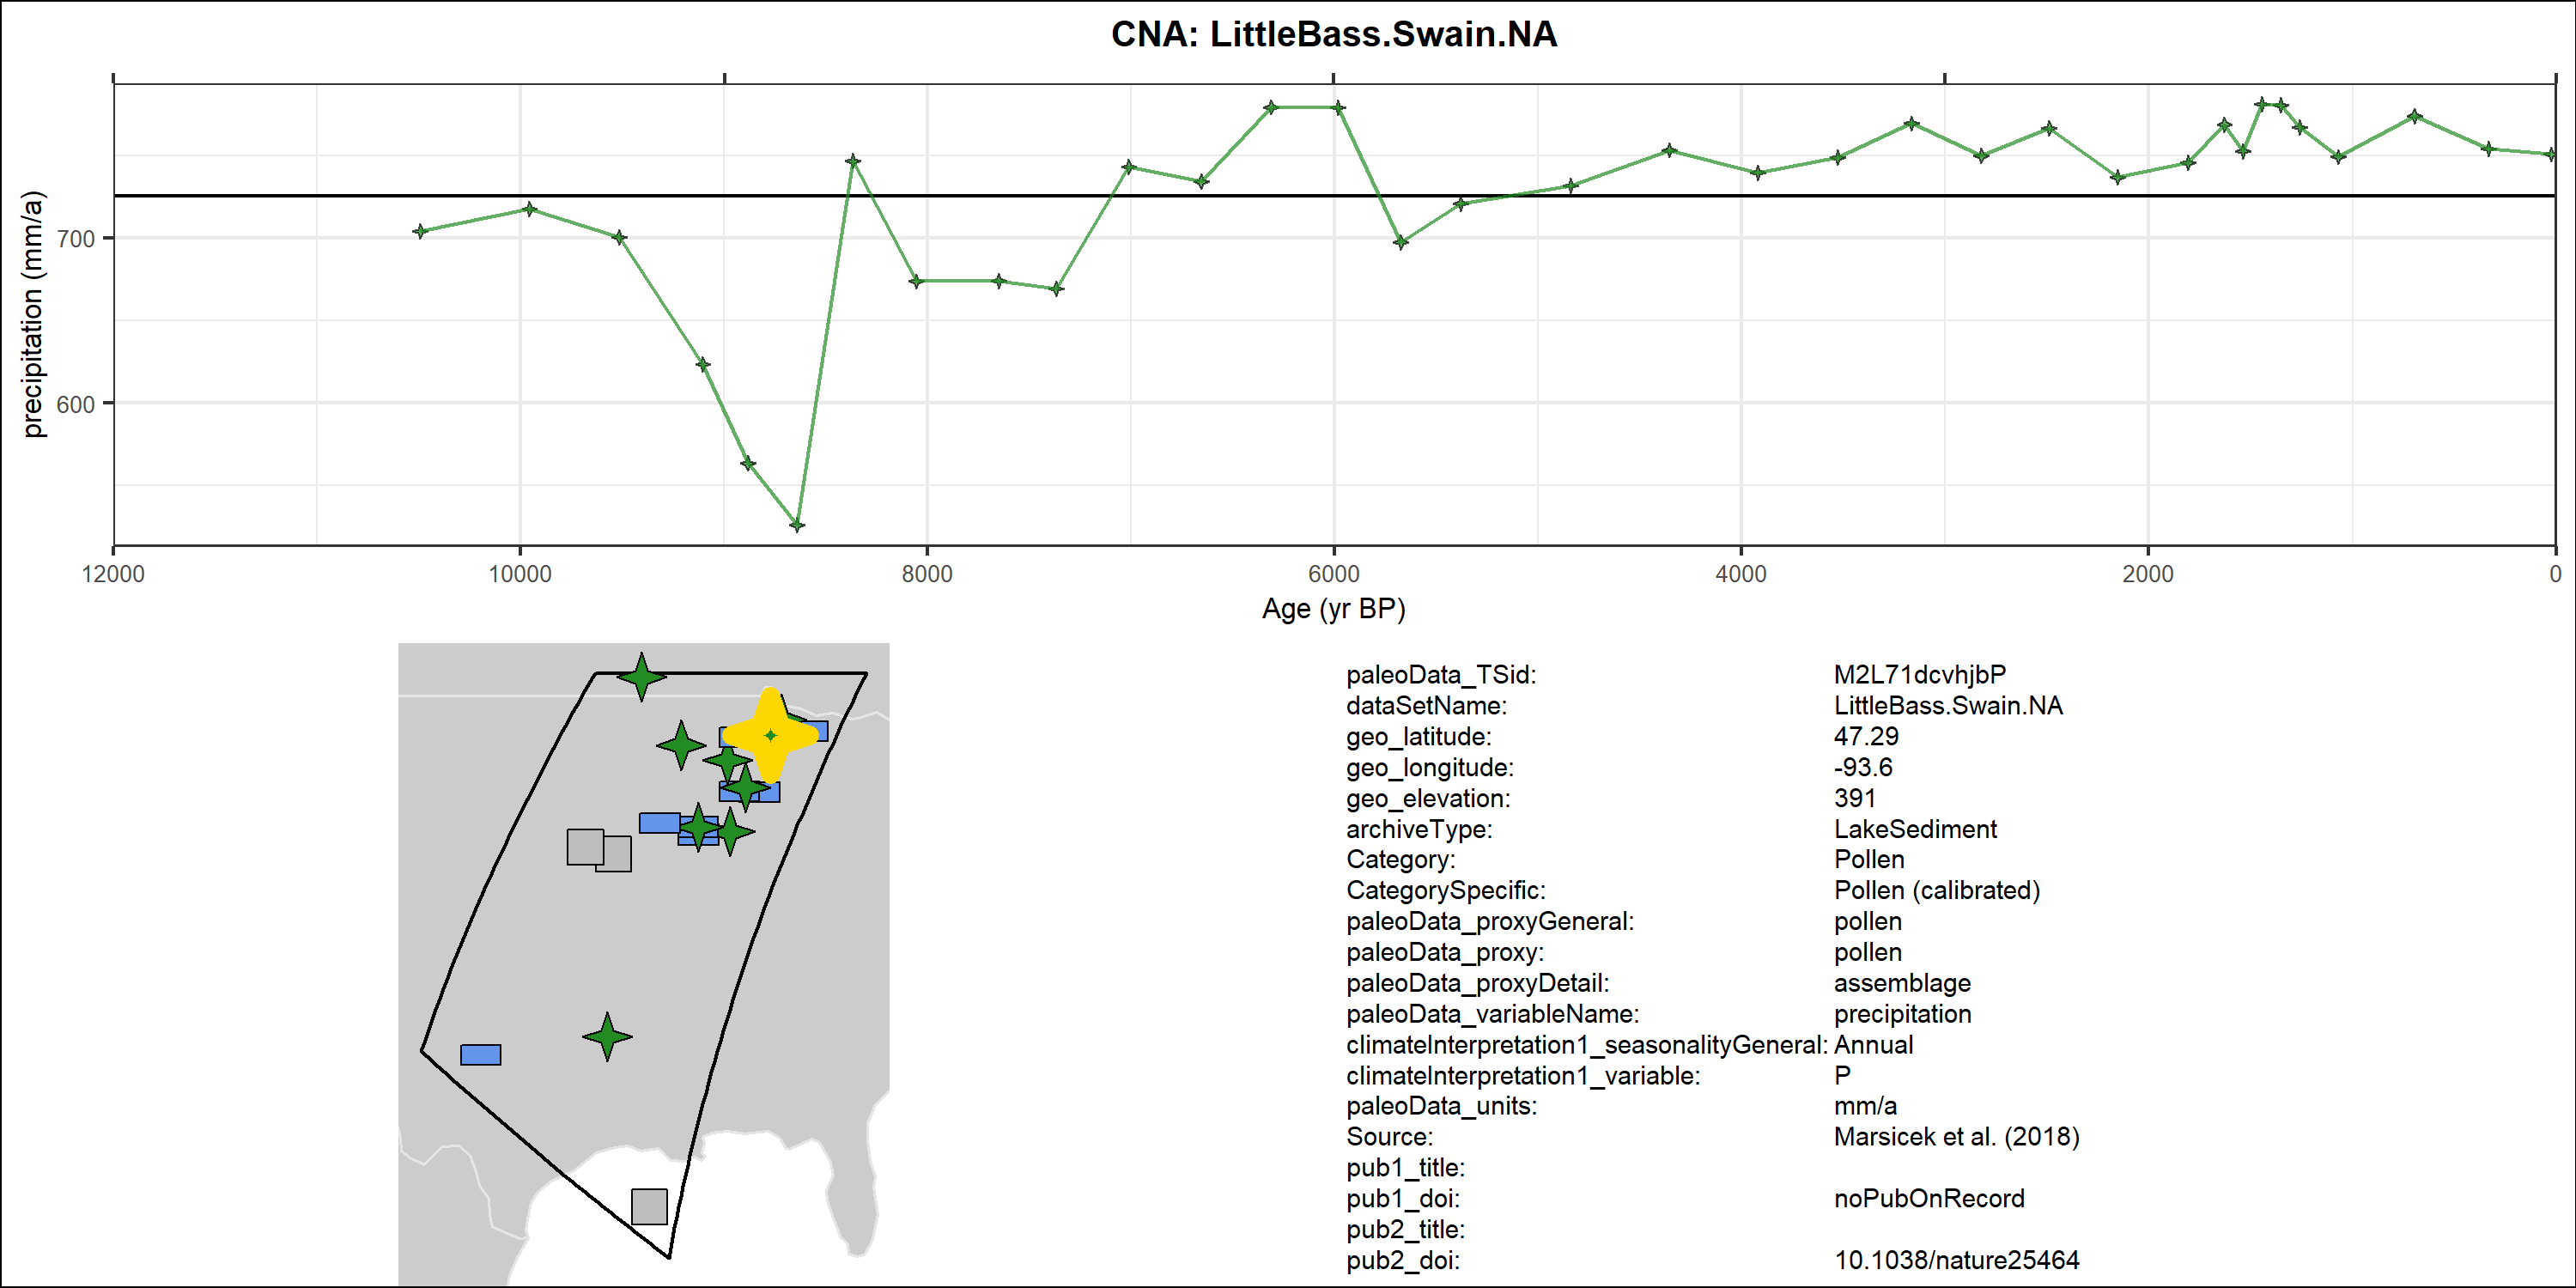 CNA: LittleBass.Swain.NA
precipitation (mm/a)
700
600
12000 10000 8000 6000 4000 2000 0
Age (yr BP)
paleoData_TSid: M2L71dcvhjbP
dataSetName: LittleBass.Swain.NA
geo_latitude: 47.29
geo_longitude: -93.6
geo_elevation: 391
archiveType: LakeSediment
Category: Pollen
CategorySpecific: Pollen (calibrated)
paleoData_proxyGeneral: pollen
paleoData_proxy: pollen
paleoData_proxyDetail: assemblage
paleoData_variableName: precipitation
climateInterpretation1_seasonalityGeneral: Annual
climateInterpretation1_variable: P
paleoData_units: mm/a
Source: Marsicek et al. (2018)
pub1_title:
pub1_doi: noPubOnRecord
pub2_title:
pub2_doi: 10.1038/nature25464